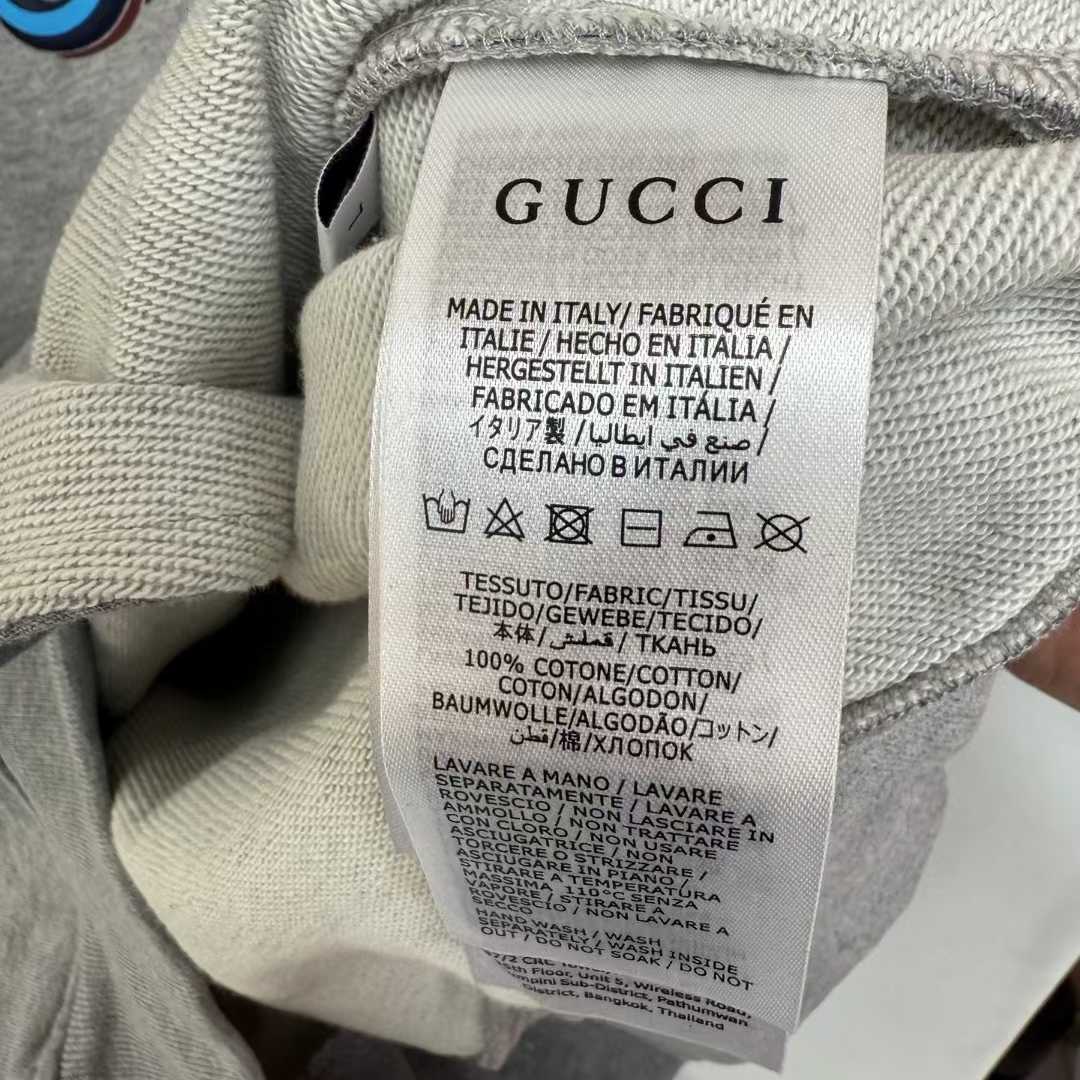 GUCCI
MADE IN ITALY/ FABRIQUÉ EN
ITALIE / HECHO EN ITALIA /
HERGESTELLT IN ITALIEN /
FABRICADO EM ITÁLIA /
イタリア製 / صنع في ايطاليا /
СДЕЛАНО В ИТАЛИИ
TESSUTO/FABRIC/TISSU/
TEJIDO/GEWEBE/TECIDO/
本体/قملش/ ТКАНЬ
100% COTONE/COTTON/
COTON/ALGODON/
BAUMWOLLE/ALGODÃO/コットン/
قطن/棉/ХЛОПОК
LAVARE A MANO / LAVARE
SEPARATAMENTE / LAVARE A
ROVESCIO / NON LASCIARE IN
AMMOLLO / NON TRATTARE
CON CLORO / NON USARE
ASCIUGATRICE / NON
TORCERE O STRIZZARE /
ASCIUGARE IN PIANO /
STIRARE A TEMPERATURA
MASSIMA 110°C SENZA
VAPORE / STIRARE A
ROVESCIO / NON LAVARE A
SECCO
HAND WASH / WASH
SEPARATELY / WASH INSIDE
OUT / DO NOT SOAK / DO NOT
Floor, Unit 5, Wireless Road,
Sub-District, Pathumwan
District, Bangkok, Thailand